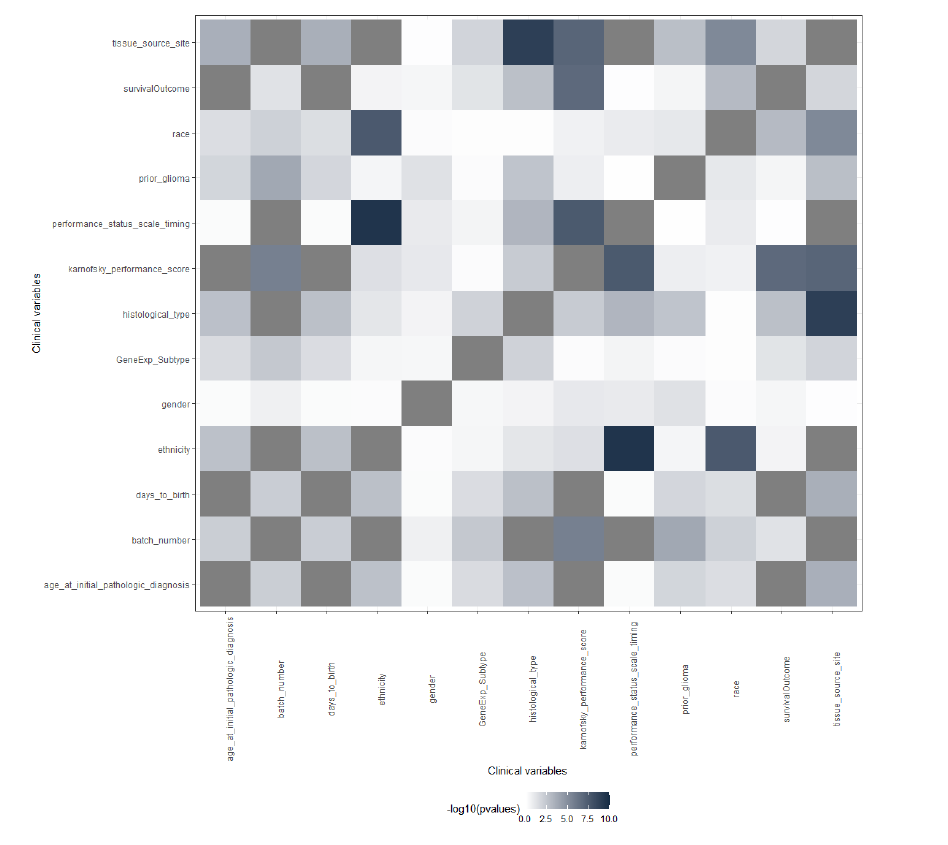 tissue_source_site
survivalOutcome
race
prior_glioma
performance_status_scale_timing
karnofsky_performance_score
histological_type
GeneExp_Subtype
gender
ethnicity
days_to_birth
batch_number
age_at_initial_pathologic_diagnosis
Clinical variables
age_at_initial_pathologic_diagnosis
batch_number
days_to_birth
ethnicity
gender
GeneExp_Subtype
histological_type
karnofsky_performance_score
performance_status_scale_timing
prior_glioma
race
survivalOutcome
tissue_source_site
Clinical variables
-log10(pvalues)
0.0 2.5 5.0 7.5 10.0